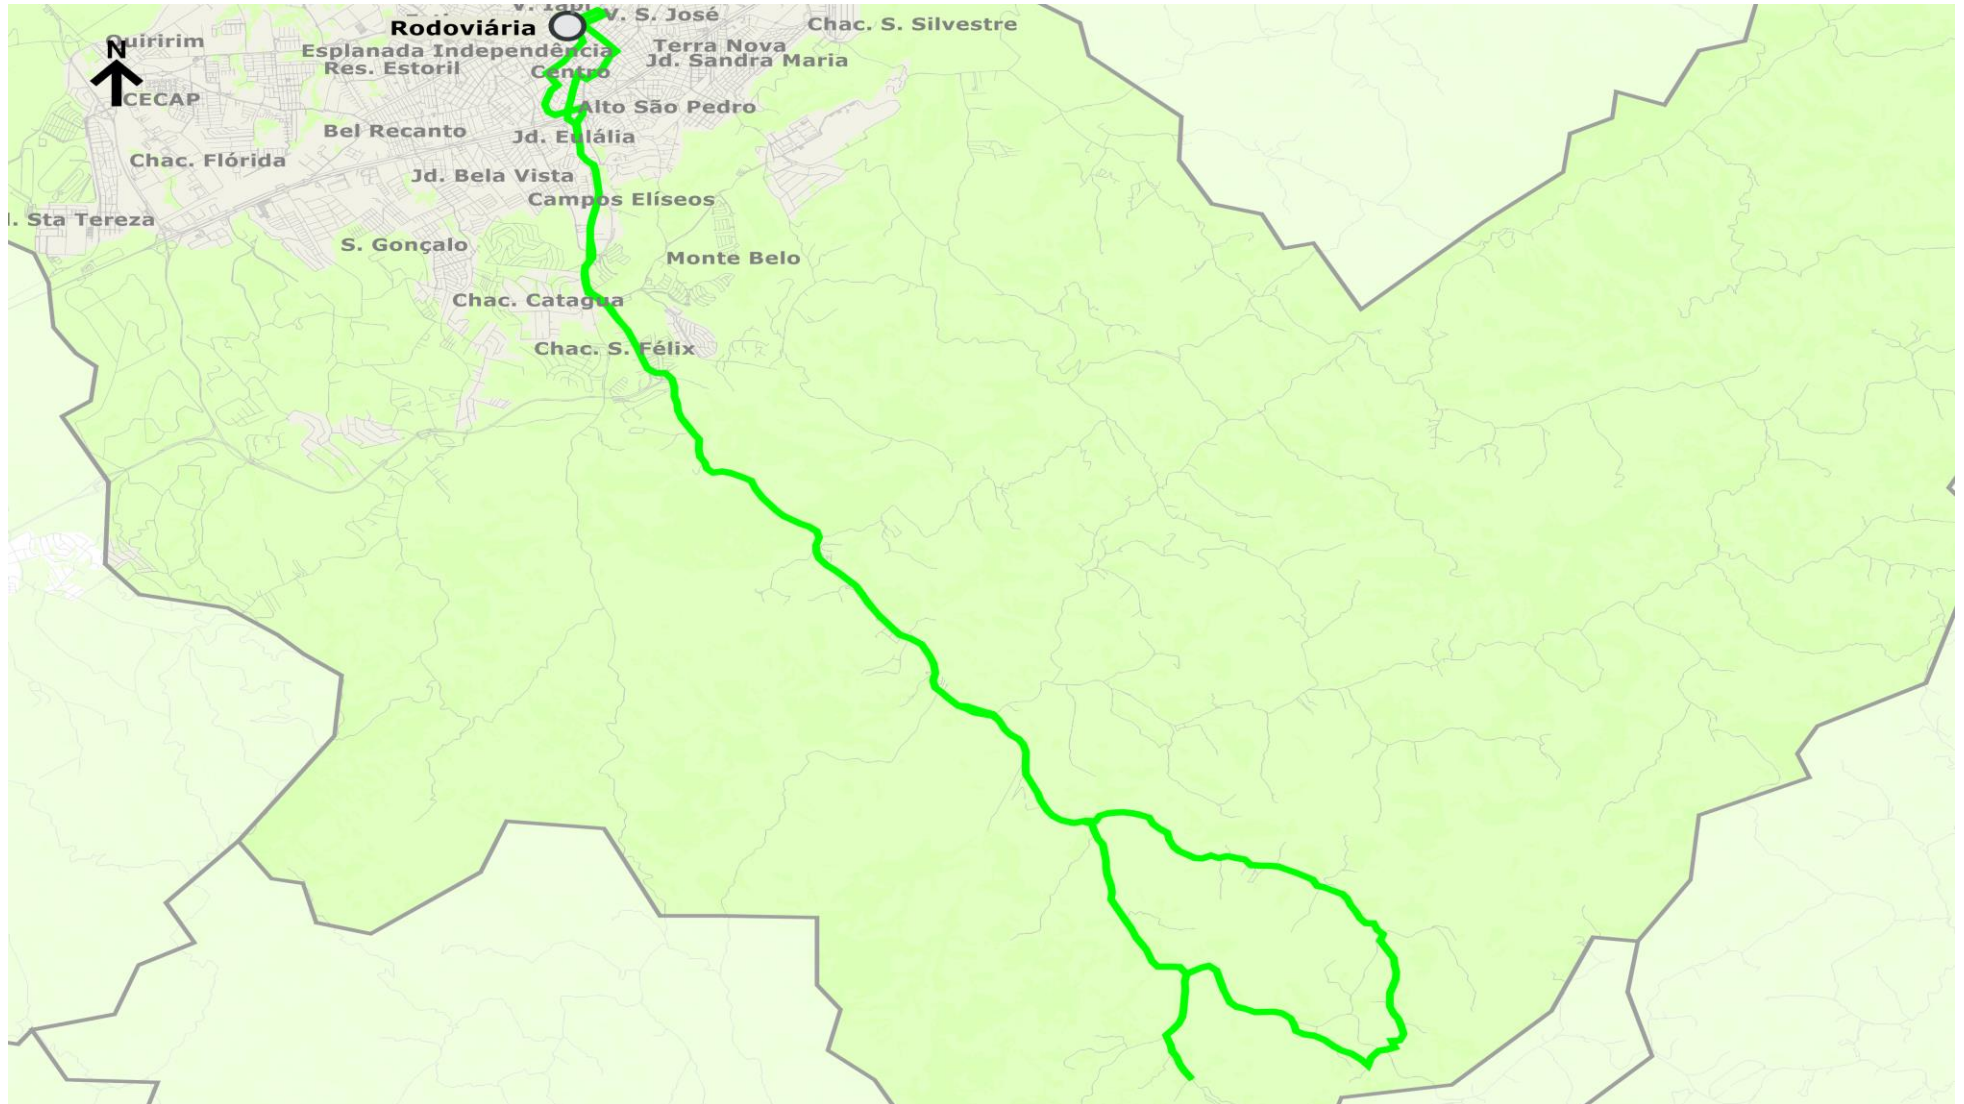 V. S. José
Chac. S. Silvestre
Rodoviária
Quiririm
N
Esplanada Independência
Terra Nova
Res. Estoril
Centro
Jd. Sandra Maria
CECAP
Alto São Pedro
Bel Recanto
Jd. Eulália
Chac. Flórida
Jd. Bela Vista
Campos Elíseos
Sta Tereza
S. Gonçalo
Monte Belo
Chac. Catagua
Chac. S. Félix